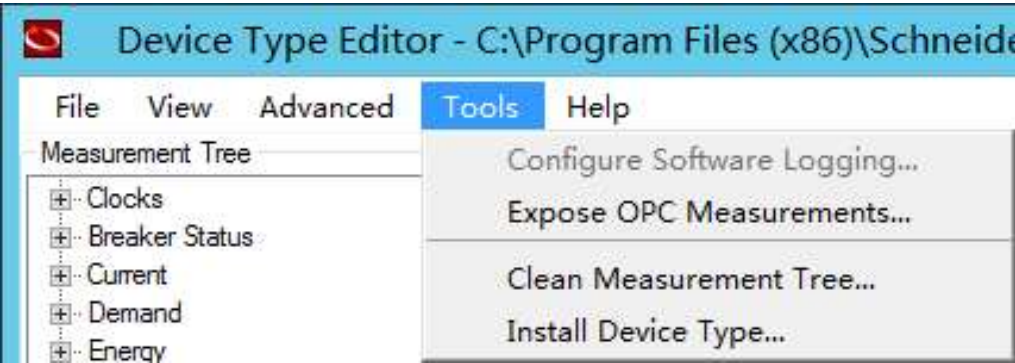 Device Type Editor - C:\Program Files (x86)\Schneide
File View Advanced Tools Help
Measurement Tree
Clocks
Breaker Status
Current
Demand
Energy
Configure Software Logging...
Expose OPC Measurements...
Clean Measurement Tree...
Install Device Type...